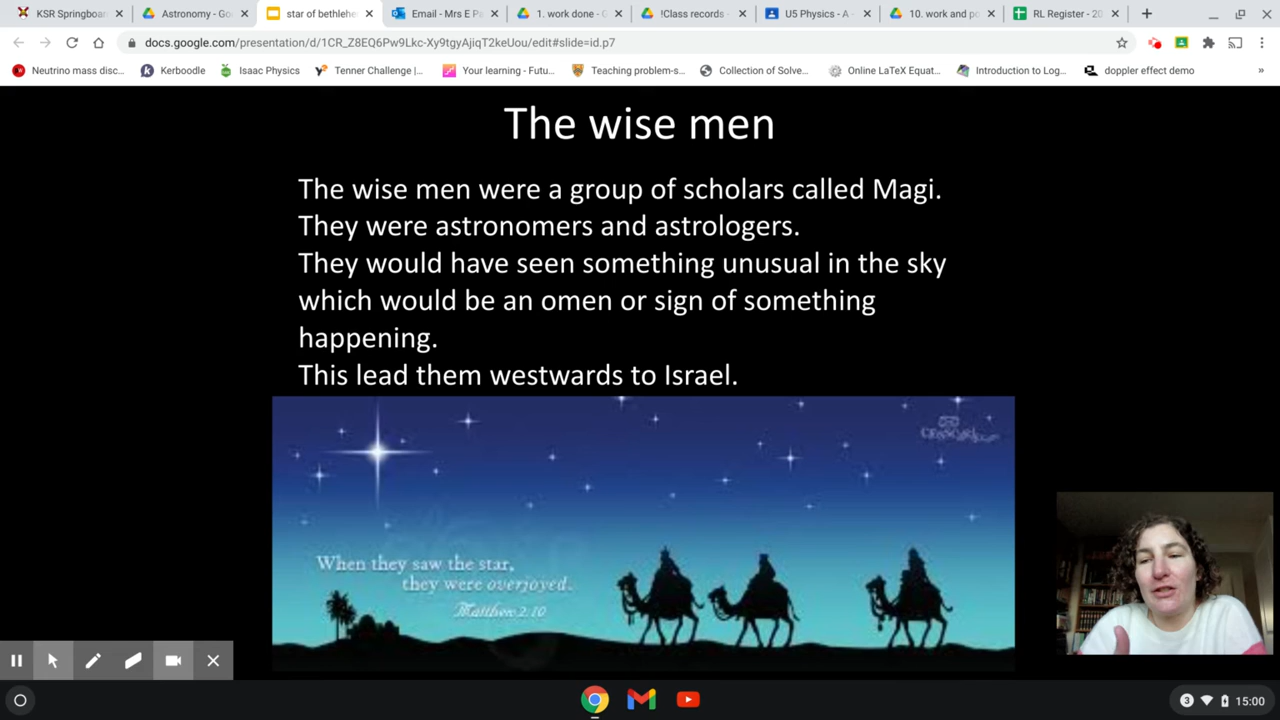 KSR Springboar
Astronomy - Go
star of bethlehe
Email - Mrs E Pa
1. work done - G
!Class records -
U5 Physics - A
10. work and po
RL Register - 20
docs.google.com/presentation/d/1CR_Z8EQ6Pw9Lkc-Xy9tgyAjioT2keUou/edit#slide=id.p7
Neutrino mass disc...
Kerboodle
Isaac Physics
Tenner Challenge |...
Your learning - Futu...
Teaching problem-s...
Collection of Solve...
Online LaTeX Equat...
Introduction to Log...
doppler effect demo
»
The wise men
The wise men were a group of scholars called Magi.
They were astronomers and astrologers.
They would have seen something unusual in the sky
which would be an omen or sign of something
happening.
This lead them westwards to Israel.
When they saw the star,
they were overjoyed.
Matthew 2:10
3
15:00